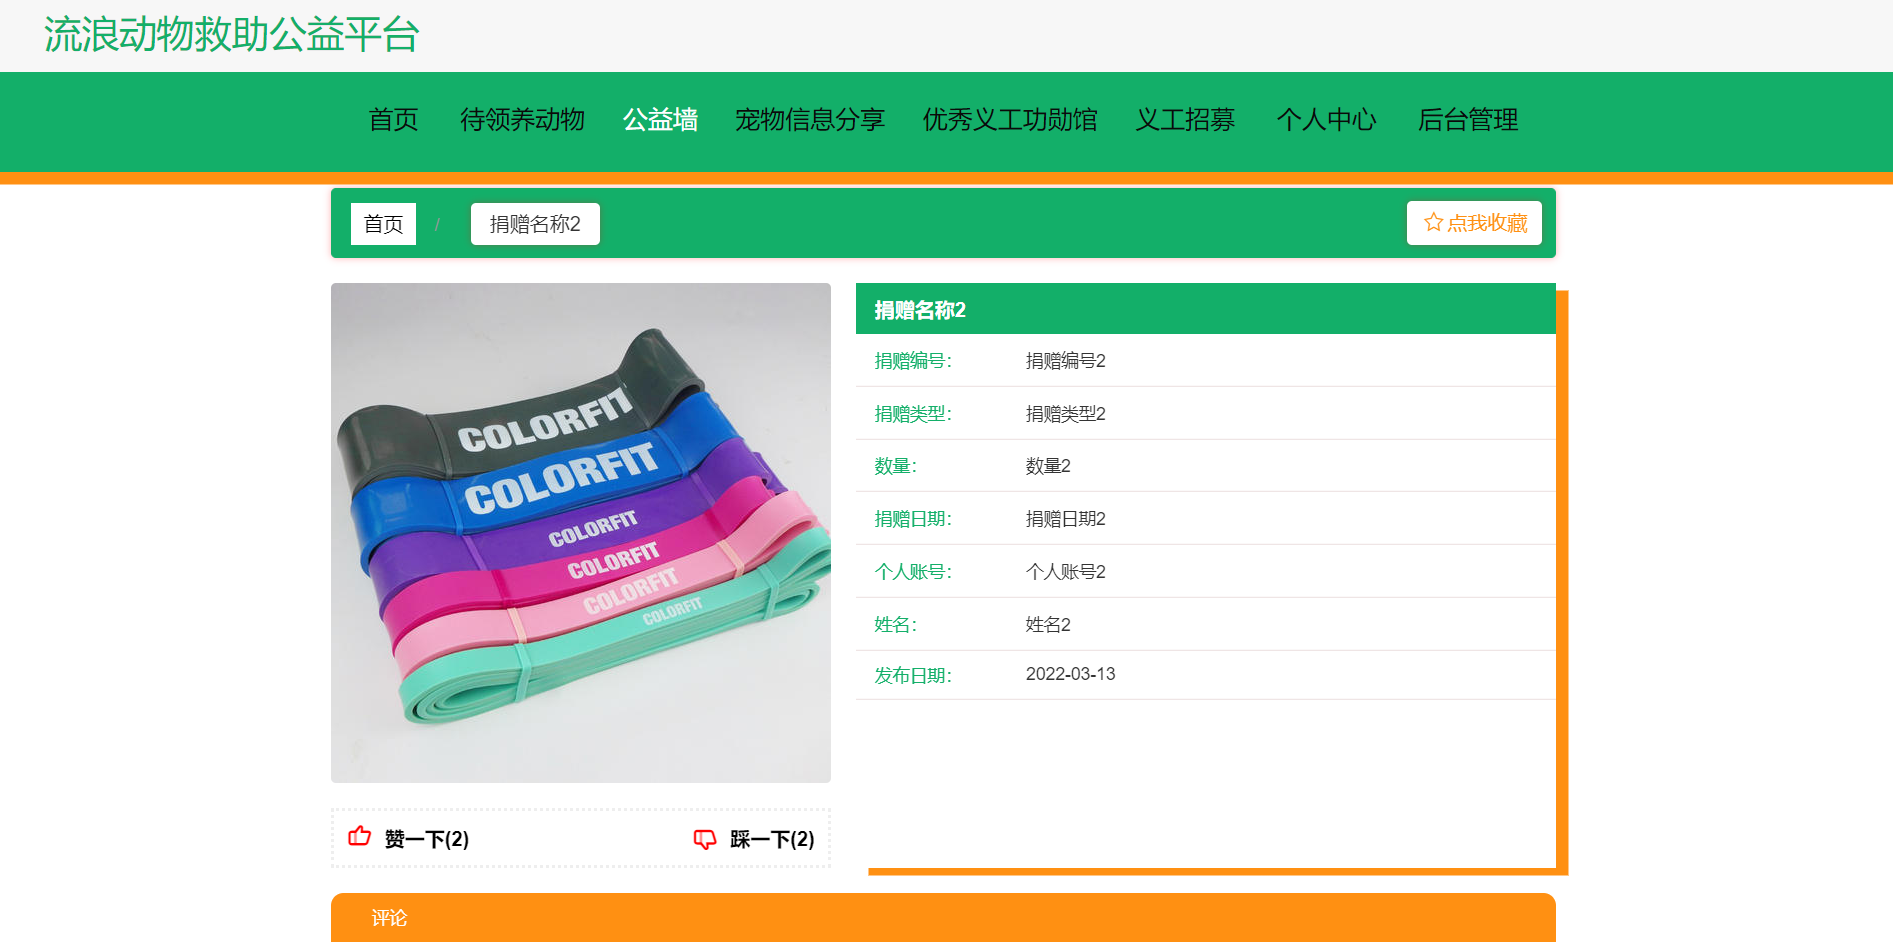 流浪动物救助公益平台
首页 待领养动物 公益墙 宠物信息分享 优秀义工功勋馆 义工招募 个人中心 后台管理
首页 / 捐赠名称2 点我收藏
COLORFIT
COLORFIT
COLORFIT
COLORFIT
COLORFIT
COLORFIT
捐赠名称2
捐赠编号: 捐赠编号2
捐赠类型: 捐赠类型2
数量: 数量2
捐赠日期: 捐赠日期2
个人账号: 个人账号2
姓名: 姓名2
发布日期: 2022-03-13
赞一下(2) 踩一下(2)
评论